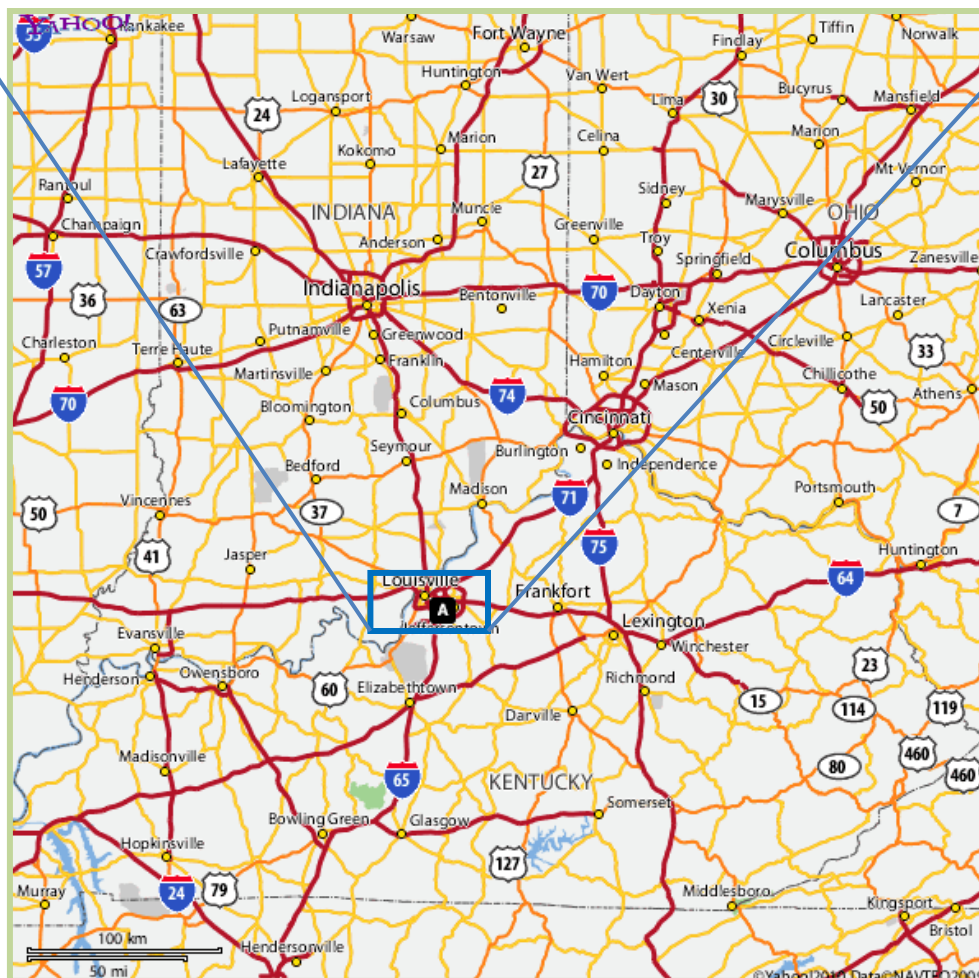 YAHOO!
55
Kankakee
Warsaw
Fort Wayne
Findlay
Tiffin
Norwalk
Huntington
Van Wert
Logansport
24
Lima
30
Bucyrus
Mansfield
Marion
Marion
Kokomo
Celina
Lafayette
27
Mt Vernon
Rantoul
Sidney
Marysville
INDIANA
Muncie
OHIO
Champaign
Greenville
Anderson
Troy
Columbus
Crawfordsville
Springfield
Zanesville
57
Indianapolis
70
Dayton
36
Bentonville
63
Xenia
Lancaster
Putnamville
Greenwood
Charleston
Terre Haute
Centerville
Circleville
33
Franklin
Hamilton
Martinsville
Mason
Chillicothe
70
74
Athens
Bloomington
Columbus
50
Cincinnati
Seymour
Burlington
Bedford
Independence
Madison
Portsmouth
Vincennes
71
50
37
7
41
75
Jasper
Huntington
64
Louisville
Frankfort
A
Jeffersontown
Lexington
Evansville
Winchester
Henderson
Owensboro
23
60
Richmond
Elizabethtown
15
114
119
Danville
Madisonville
460
80
460
65
KENTUCKY
Somerset
Bowling Green
Glasgow
Hopkinsville
127
Murray
24
79
Middlesboro
Kingsport
Bristol
100 km
Hendersonville
50 mi